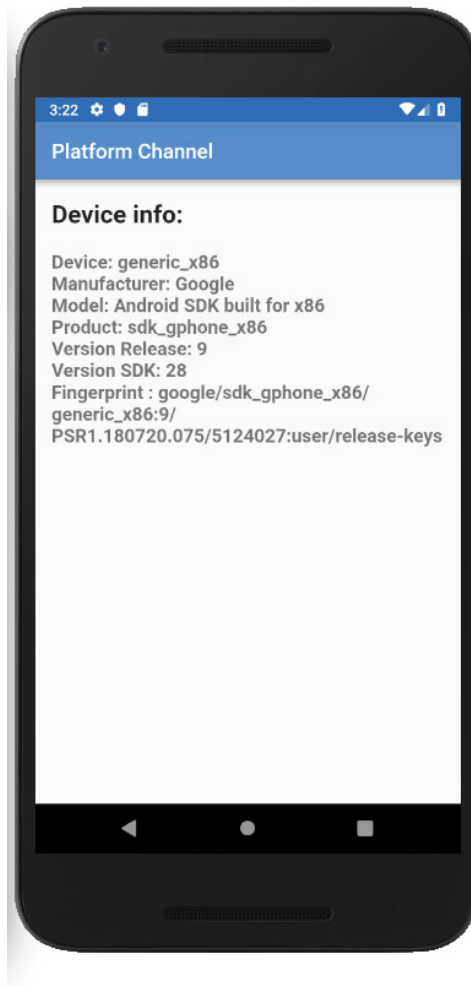 3:22
Platform Channel
Device info:
Device: generic_x86
Manufacturer: Google
Model: Android SDK built for x86
Product: sdk_gphone_x86
Version Release: 9
Version SDK: 28
Fingerprint : google/sdk_gphone_x86/
generic_x86:9/
PSR1.180720.075/5124027:user/release-keys